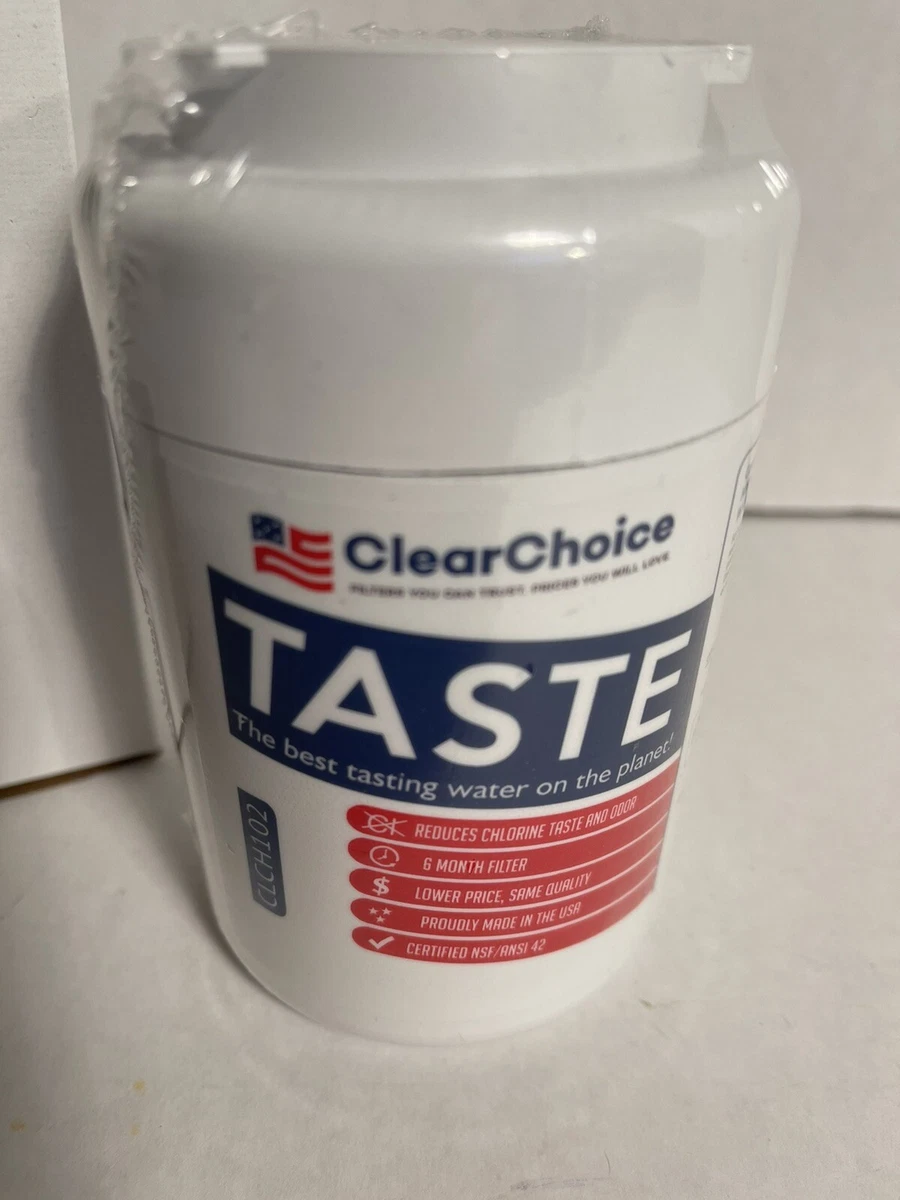 ClearChoice
FILTERS YOU CAN TRUST. PRICES YOU WILL LOVE.
TASTE
The best tasting water on the planet!
CLCH102
REDUCES CHLORINE TASTE AND ODOR
6 MONTH FILTER
$ LOWER PRICE, SAME QUALITY
PROUDLY MADE IN THE USA
CERTIFIED NSF/ANSI 42